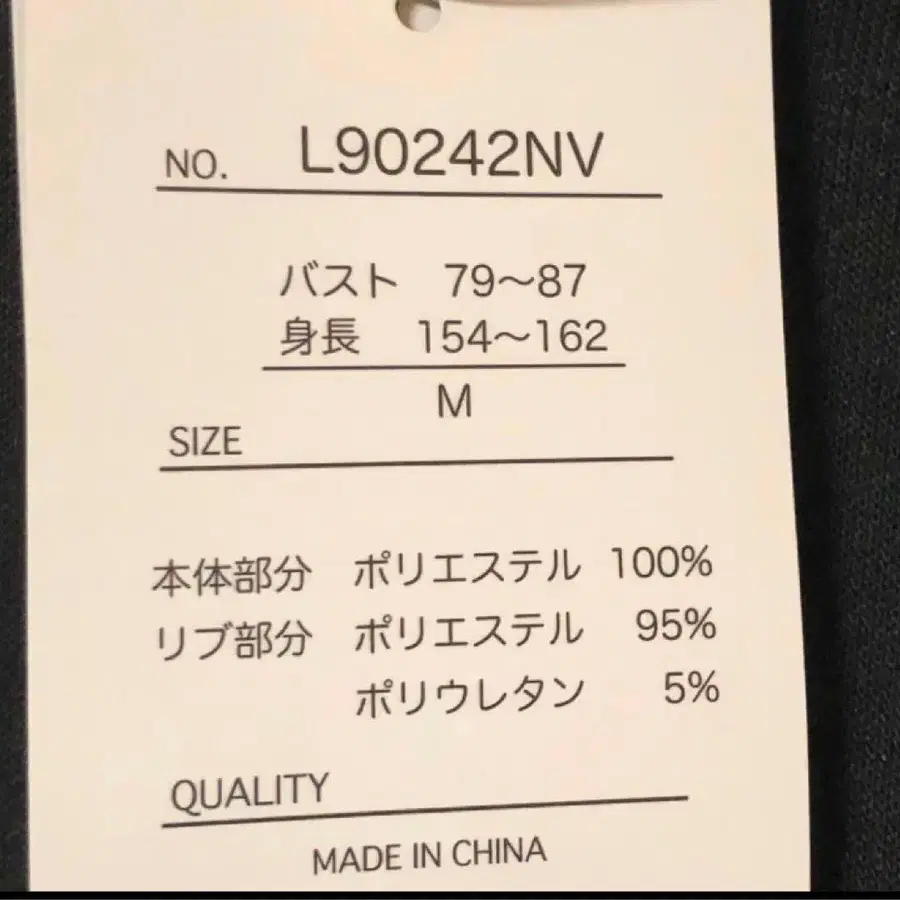 NO. L90242NV
バスト 79～87
身長 154～162
M
SIZE
本体部分 ポリエステル 100%
リブ部分 ポリエステル 95%
ポリウレタン 5%
QUALITY
MADE IN CHINA